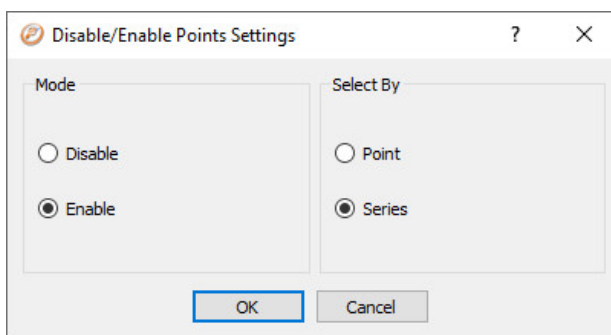 Disable/Enable Points Settings
?
Mode
Select By
Disable
Point
Enable
Series
OK
Cancel